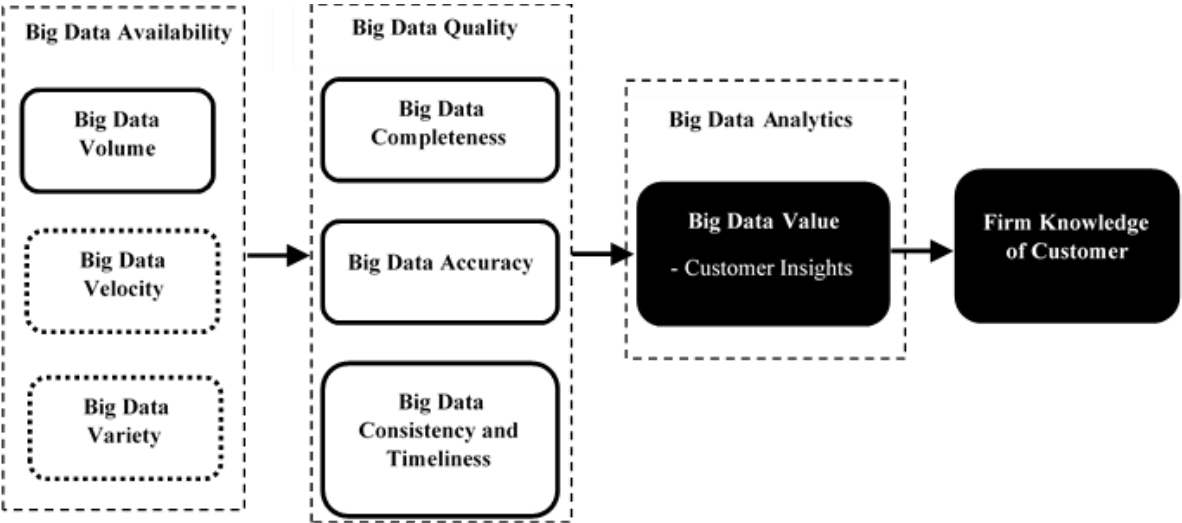 Big Data Availability
Big Data
Volume
Big Data
Velocity
Big Data
Variety
Big Data Quality
Big Data
Completeness
Big Data Accuracy
Big Data
Consistency and
Timeliness
Big Data Analytics
Big Data Value
- Customer Insights
Firm Knowledge
of Customer